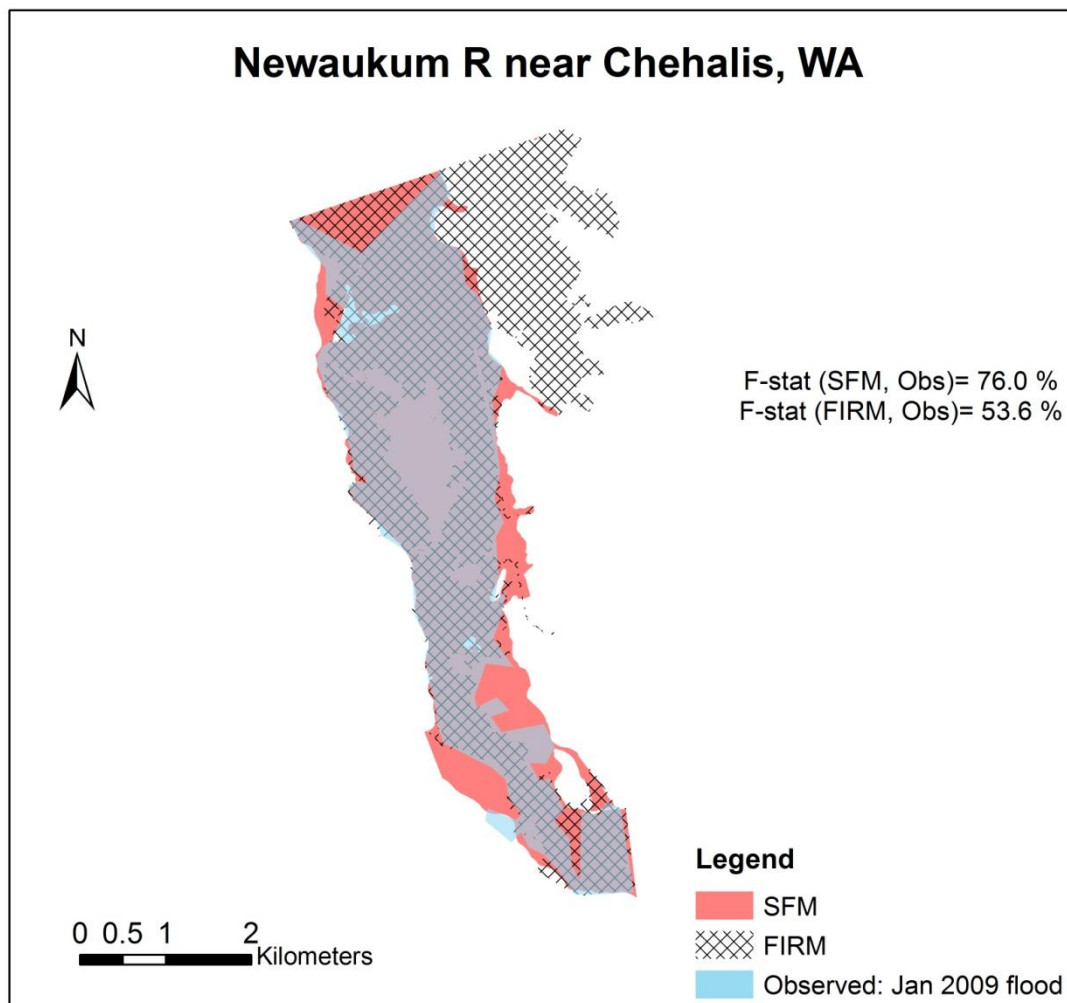 Newaukum R near Chehalis, WA
N
F-stat (SFM, Obs)= 76.0 %
F-stat (FIRM, Obs)= 53.6 %
Legend
SFM
FIRM
Observed: Jan 2009 flood
0 0.5 1 2
Kilometers